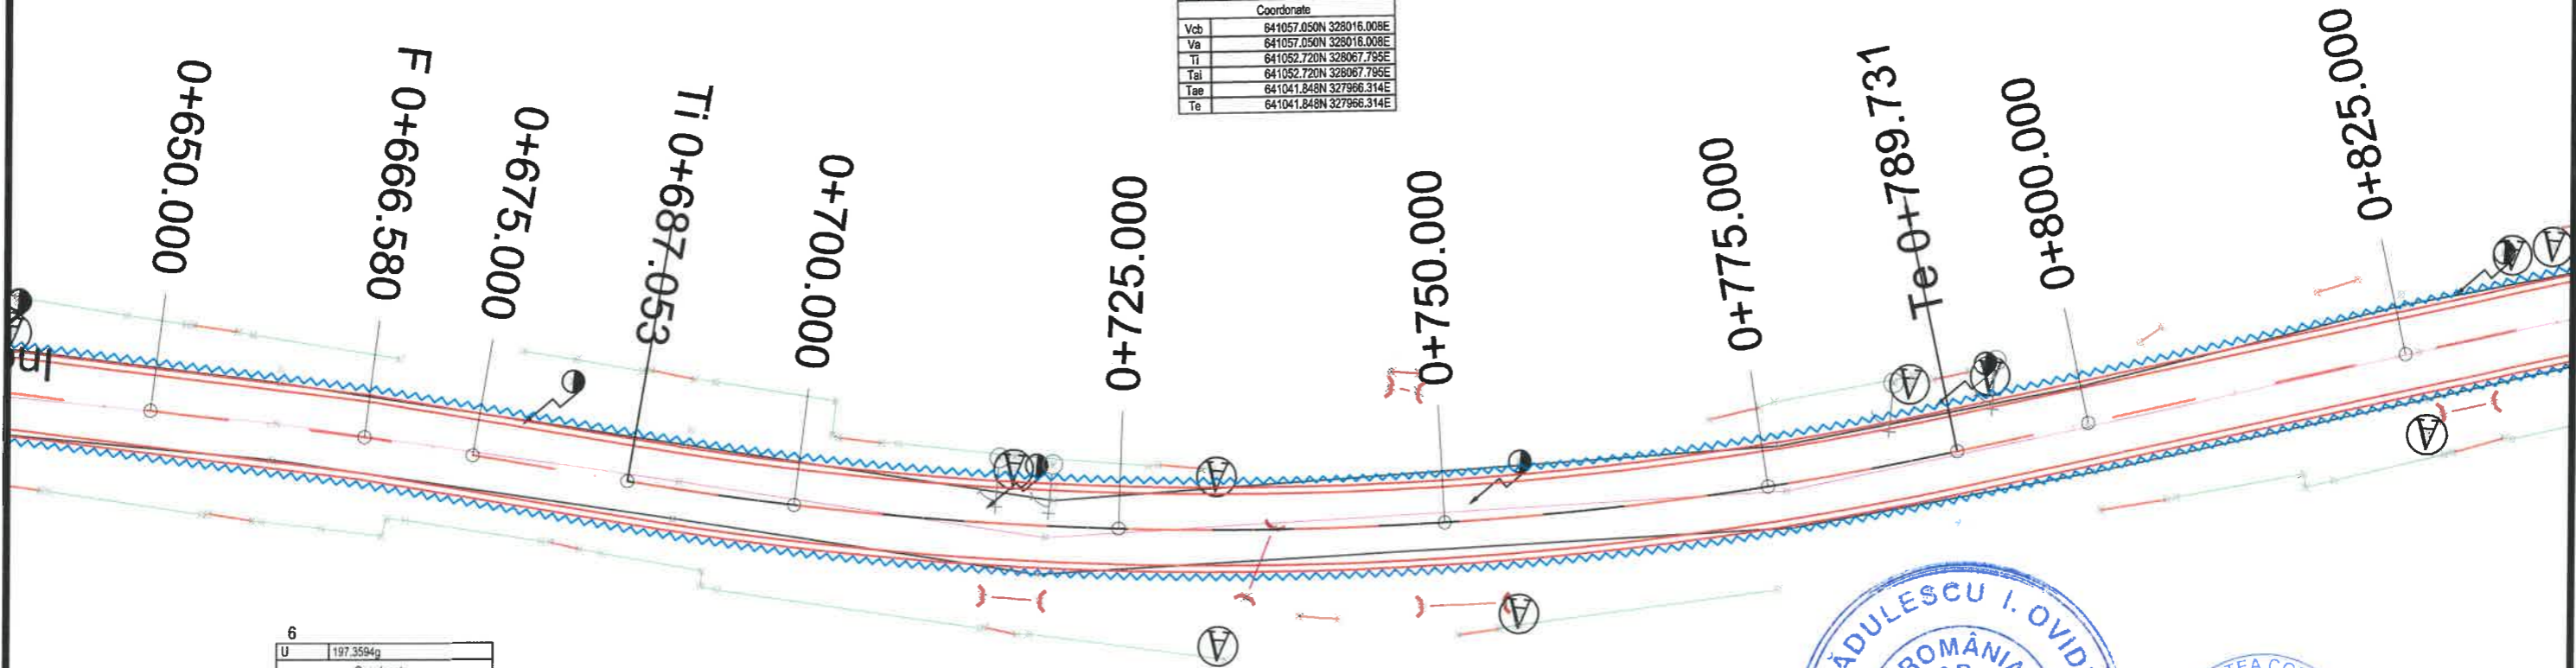 Coordonate
Vcb 641057.050N 328016.008E
Va 641057.050N 328016.008E
Ti 641052.720N 328067.795E
Tai 641052.720N 328067.795E
Tae 641041.848N 327966.314E
Te 641041.848N 327966.314E
0+650.000
F 0+666.580
0+675.000
Ti 0+687.053
0+700.000
0+725.000
0+750.000
0+775.000
Te 0+789.731
0+800.000
0+825.000
A
A
A
A
A
A
A
A
A
A
6
U 197.3594g
ĂDULESCU I. OVID
ROMÂNIA